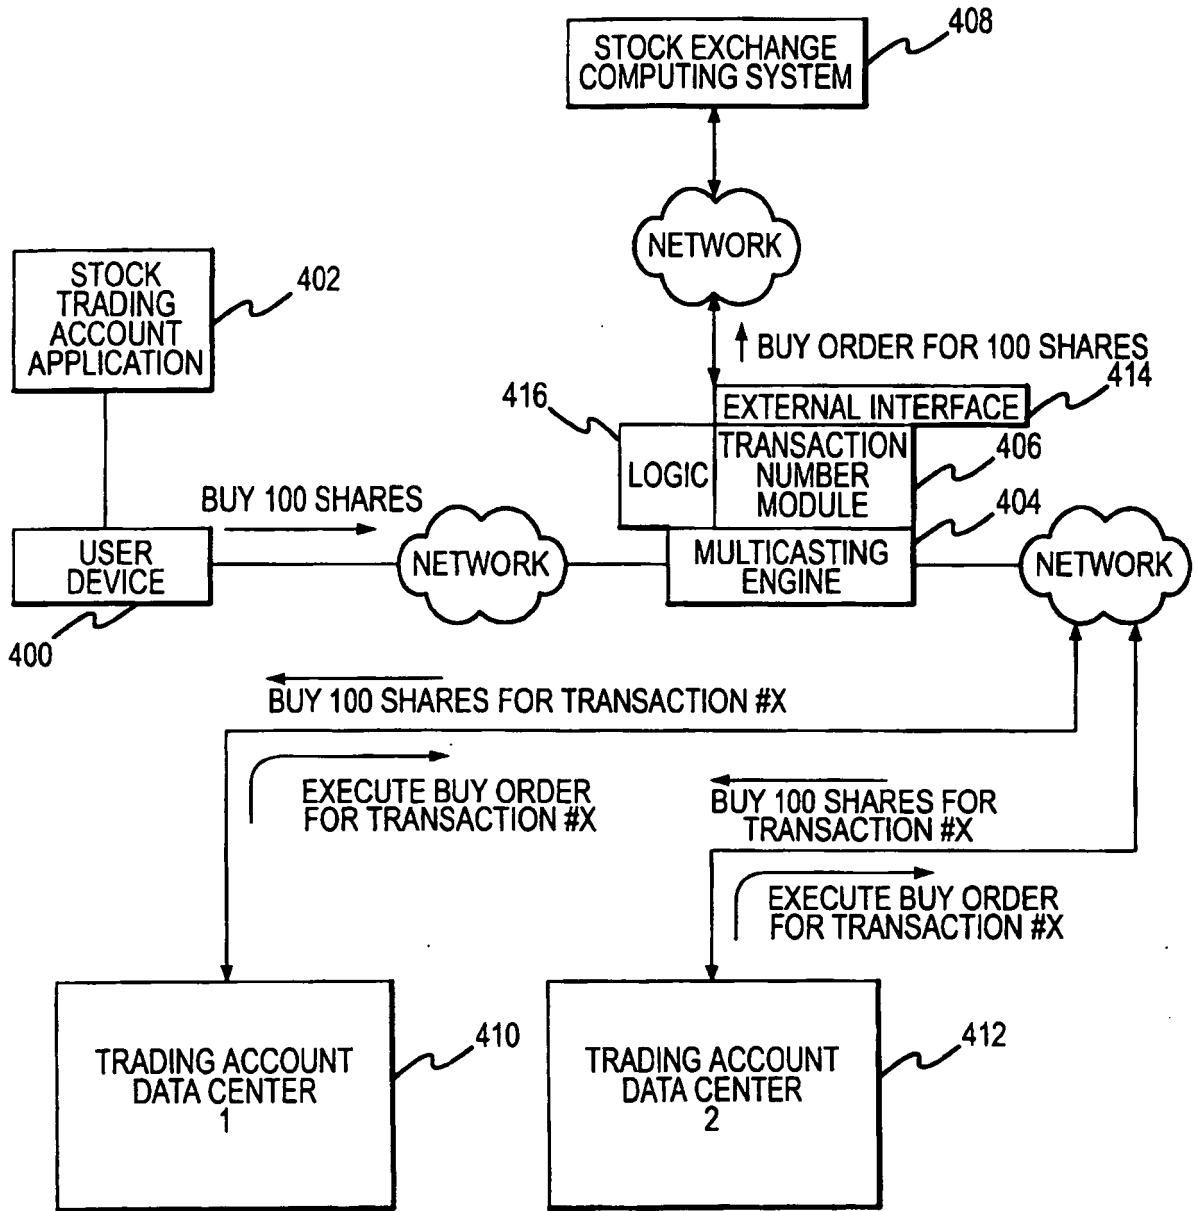 408
STOCK EXCHANGE
COMPUTING SYSTEM
NETWORK
STOCK
TRADING
ACCOUNT
APPLICATION
402
BUY ORDER FOR 100 SHARES
414
416
EXTERNAL INTERFACE
LOGIC
TRANSACTION
NUMBER
MODULE
406
BUY 100 SHARES
404
USER
DEVICE
NETWORK
MULTICASTING
ENGINE
NETWORK
400
BUY 100 SHARES FOR TRANSACTION #X
EXECUTE BUY ORDER
FOR TRANSACTION #X
BUY 100 SHARES FOR
TRANSACTION #X
EXECUTE BUY ORDER
FOR TRANSACTION #X
TRADING ACCOUNT
DATA CENTER
1
410
TRADING ACCOUNT
DATA CENTER
2
412